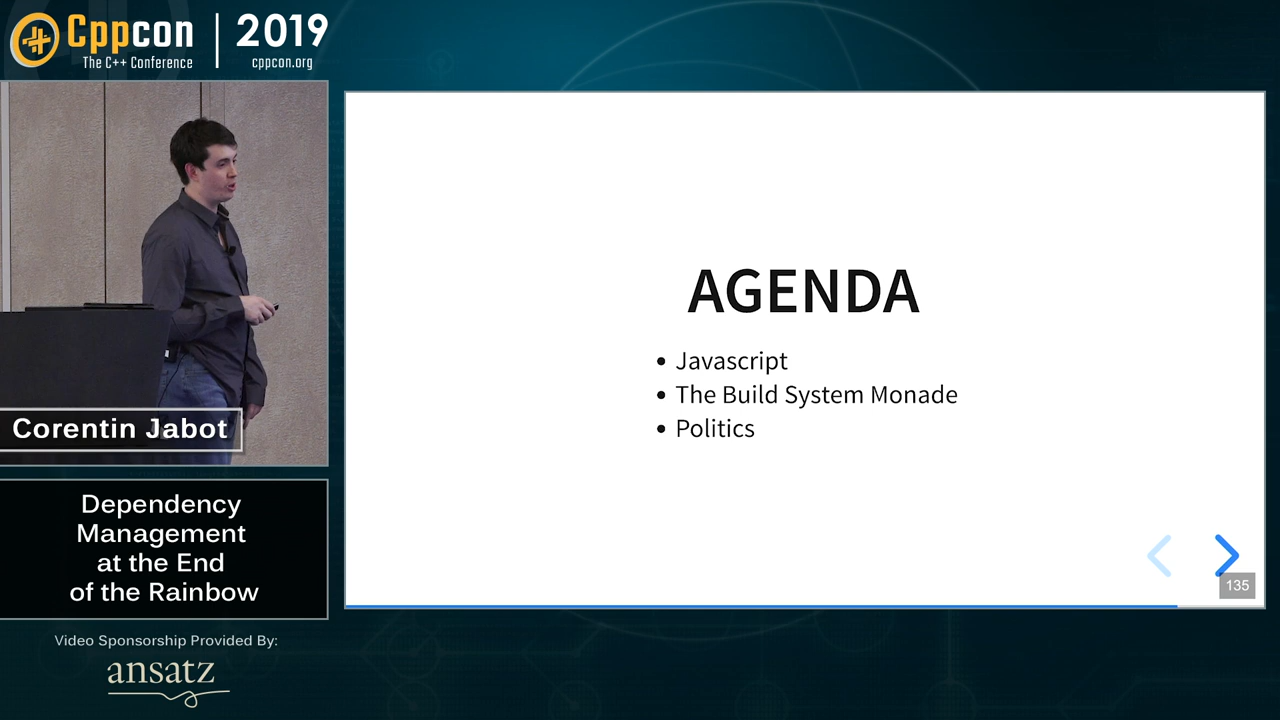 Cppcon | 2019
The C++ Conference cppcon.org
AGENDA
• Javascript
• The Build System Monade
• Politics
135
Corentin Jabot
Dependency
Management
at the End
of the Rainbow
Video Sponsorship Provided By:
ansatz